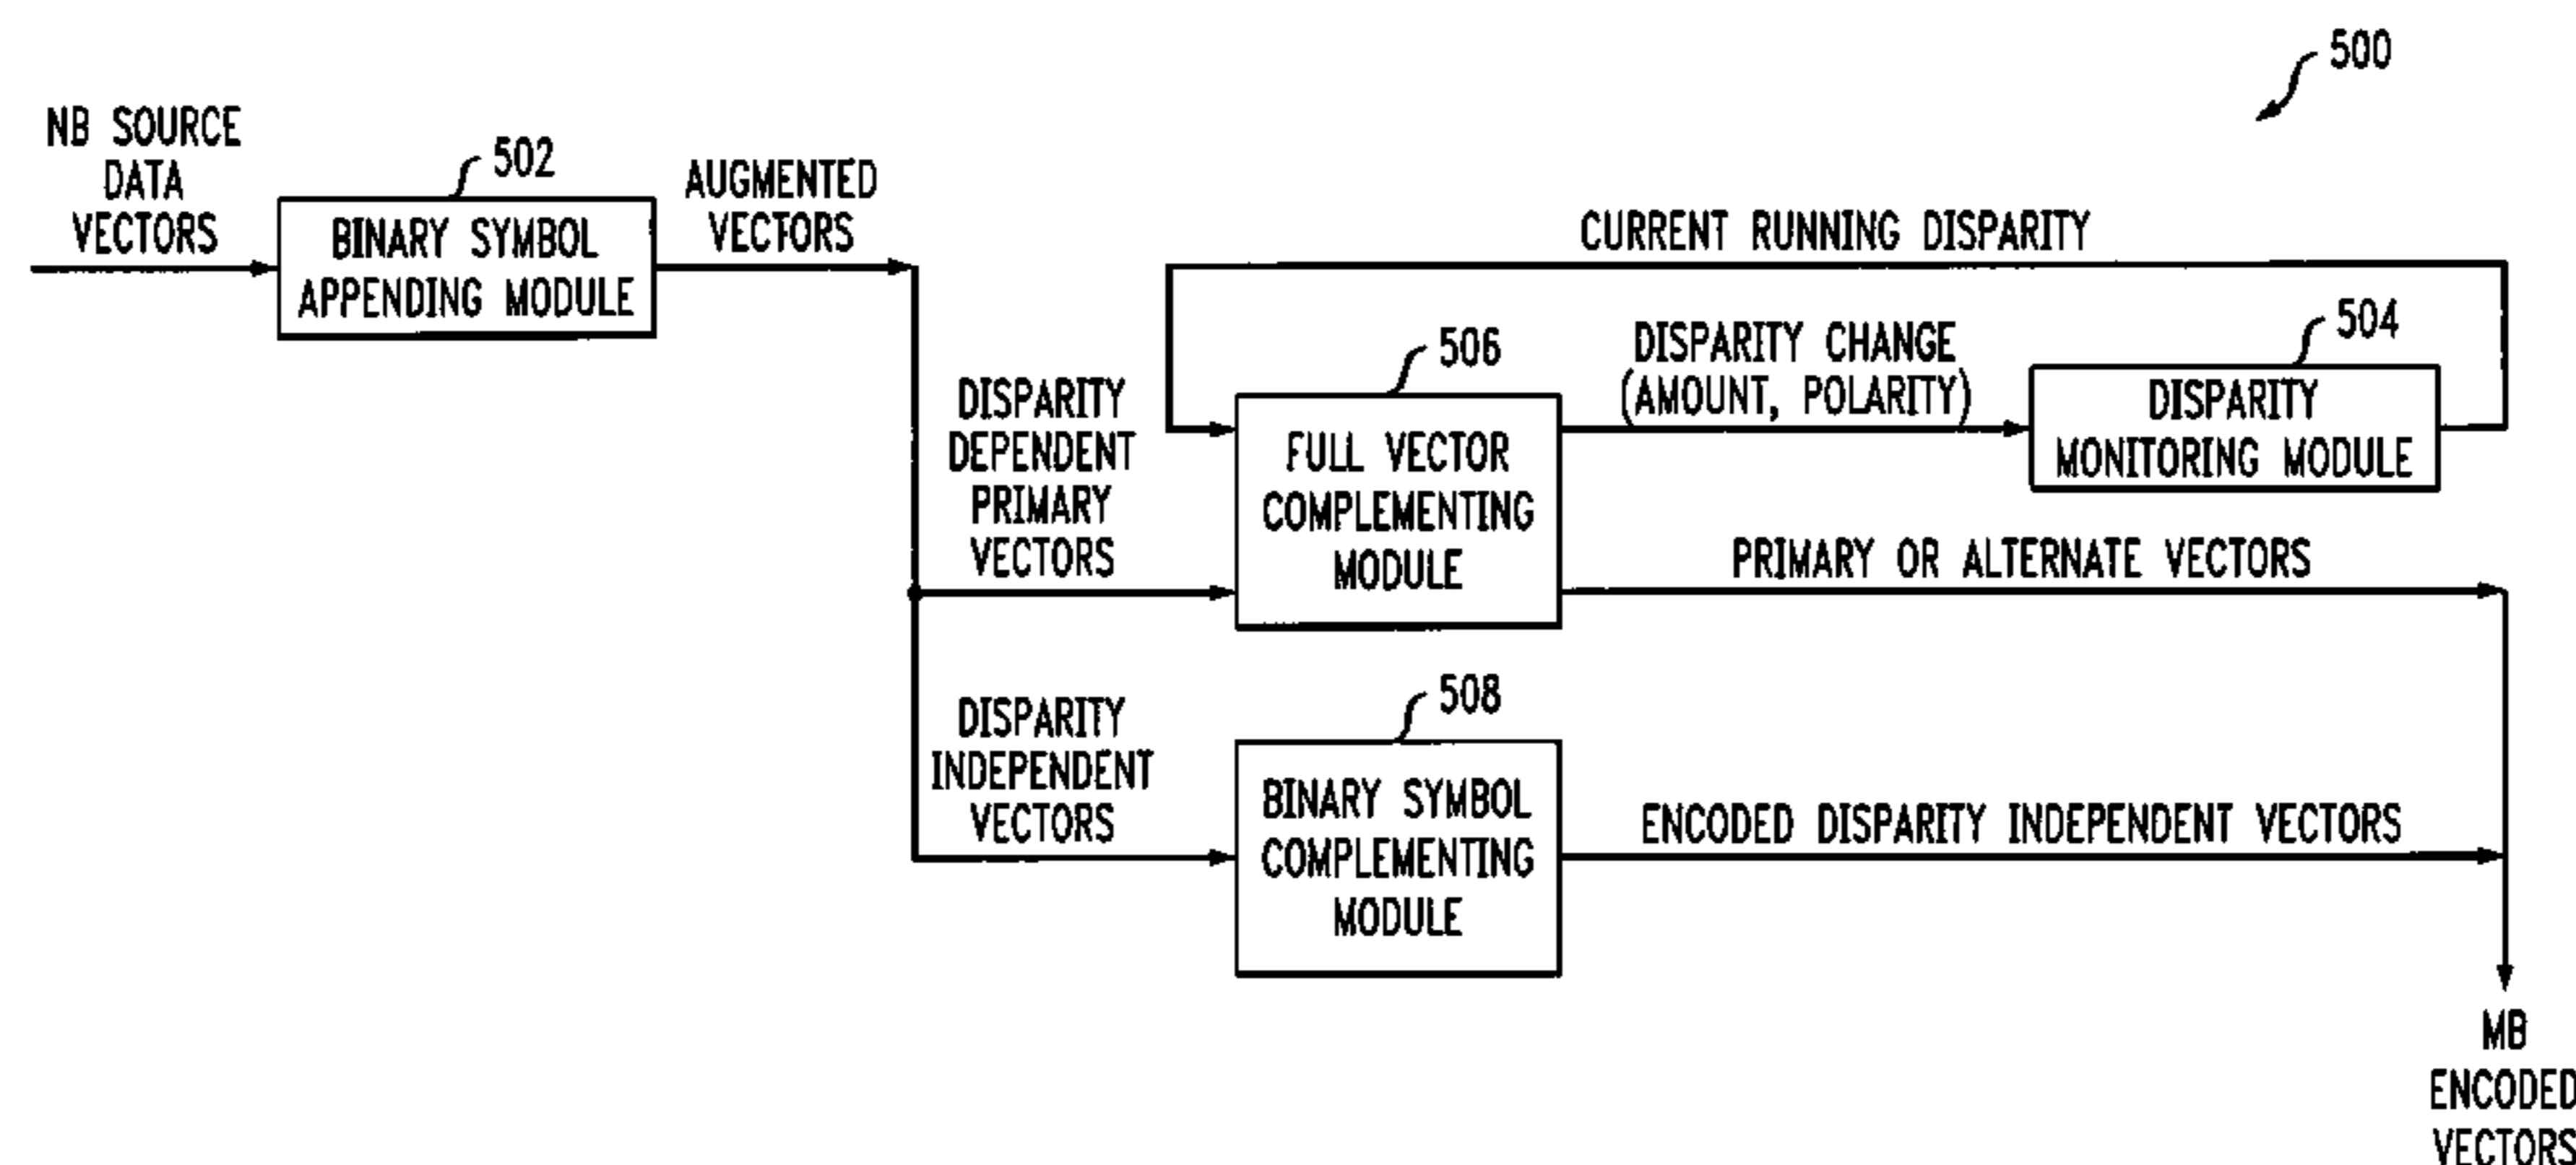 500
NB SOURCE
DATA
VECTORS
502
BINARY SYMBOL
APPENDING MODULE
AUGMENTED
VECTORS
CURRENT RUNNING DISPARITY
506
DISPARITY CHANGE
(AMOUNT, POLARITY)
504
DISPARITY
MONITORING MODULE
DISPARITY
DEPENDENT
PRIMARY
VECTORS
FULL VECTOR
COMPLEMENTING
MODULE
PRIMARY OR ALTERNATE VECTORS
508
DISPARITY
INDEPENDENT
VECTORS
BINARY SYMBOL
COMPLEMENTING
MODULE
ENCODED DISPARITY INDEPENDENT VECTORS
MB
ENCODED
VECTORS